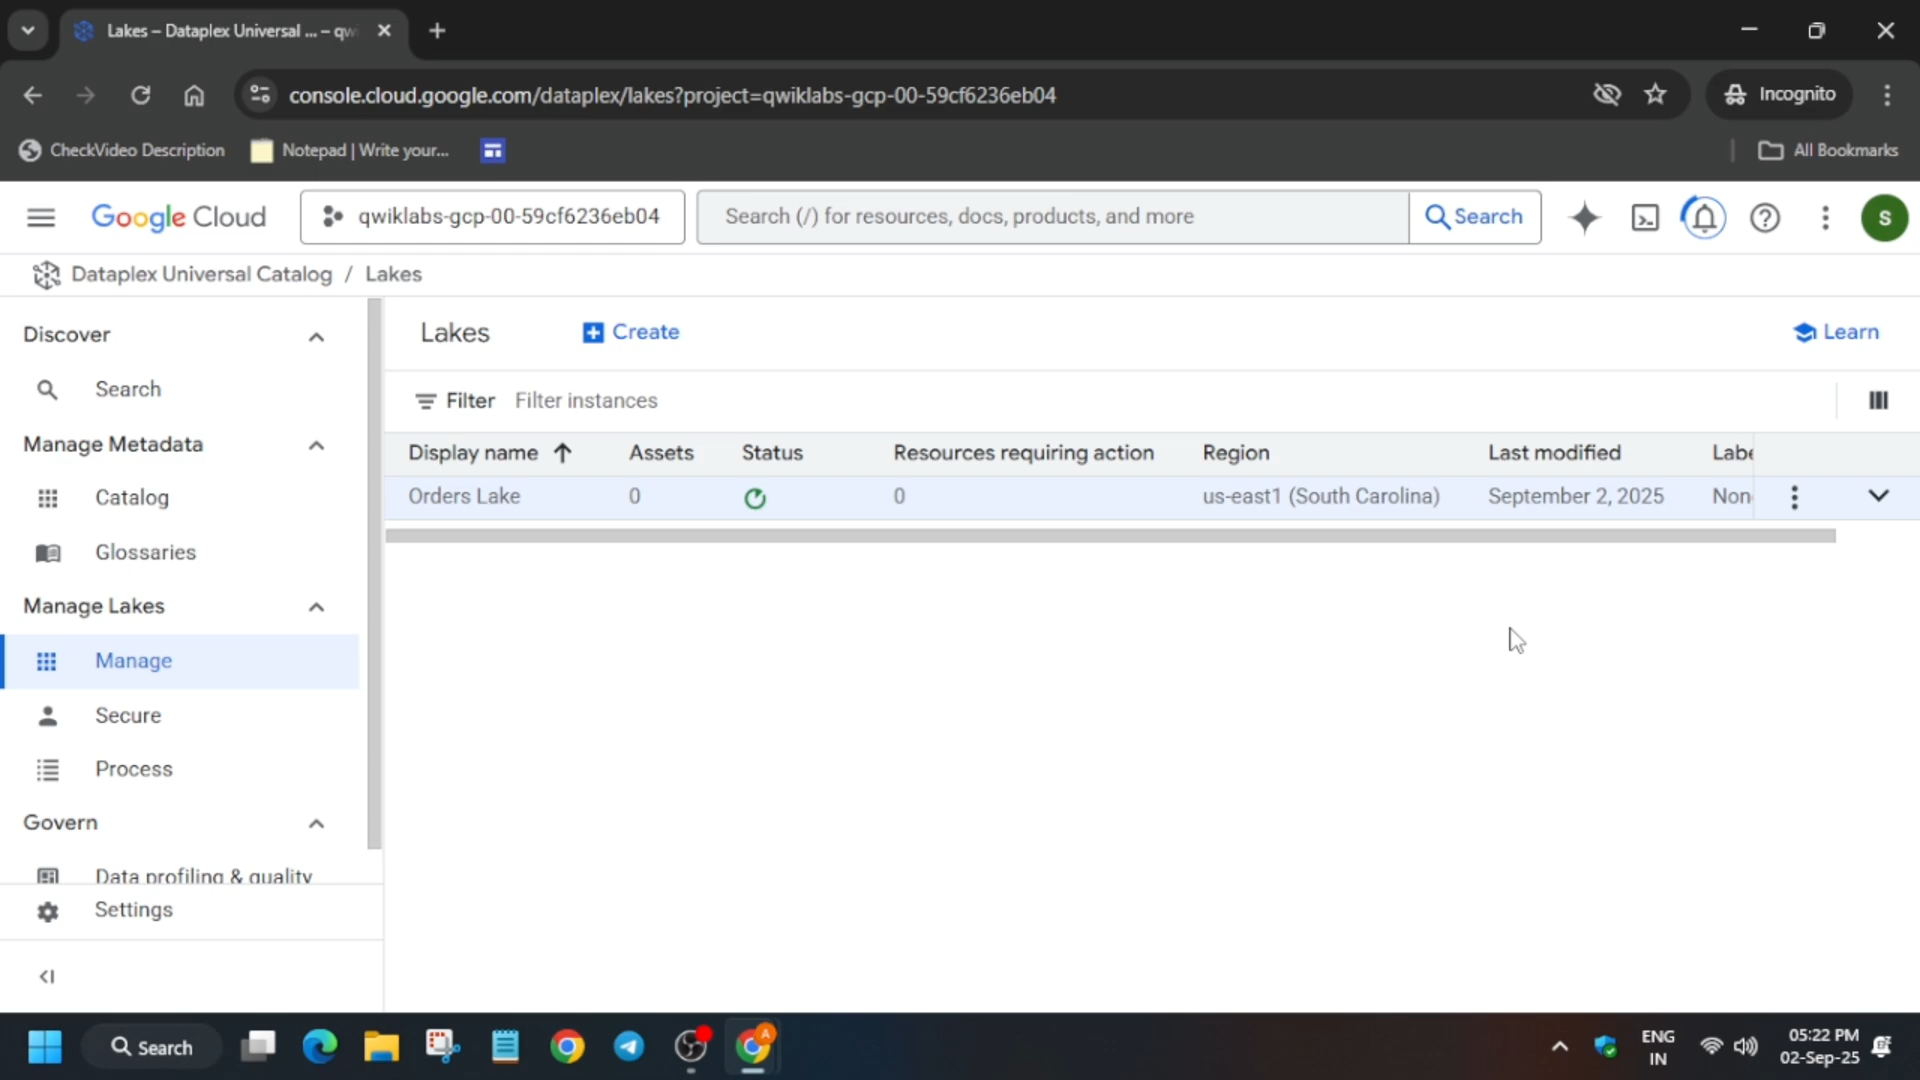 Lakes – Dataplex Universal ... – qw
console.cloud.google.com/dataplex/lakes?project=qwiklabs-gcp-00-59cf6236eb04
Incognito
CheckVideo Description
Notepad | Write your...
All Bookmarks
Google Cloud
qwiklabs-gcp-00-59cf6236eb04
Search (/) for resources, docs, products, and more
Search
S
Dataplex Universal Catalog / Lakes
Discover
Search
Manage Metadata
Catalog
Glossaries
Manage Lakes
Manage
Secure
Process
Govern
Data profiling & quality
Settings
Lakes
Create
Learn
Filter Filter instances
Display name Assets Status Resources requiring action Region Last modified Labe
Orders Lake 0 0 us-east1 (South Carolina) September 2, 2025 Non
Search
A
ENG
IN
05:22 PM
02-Sep-25